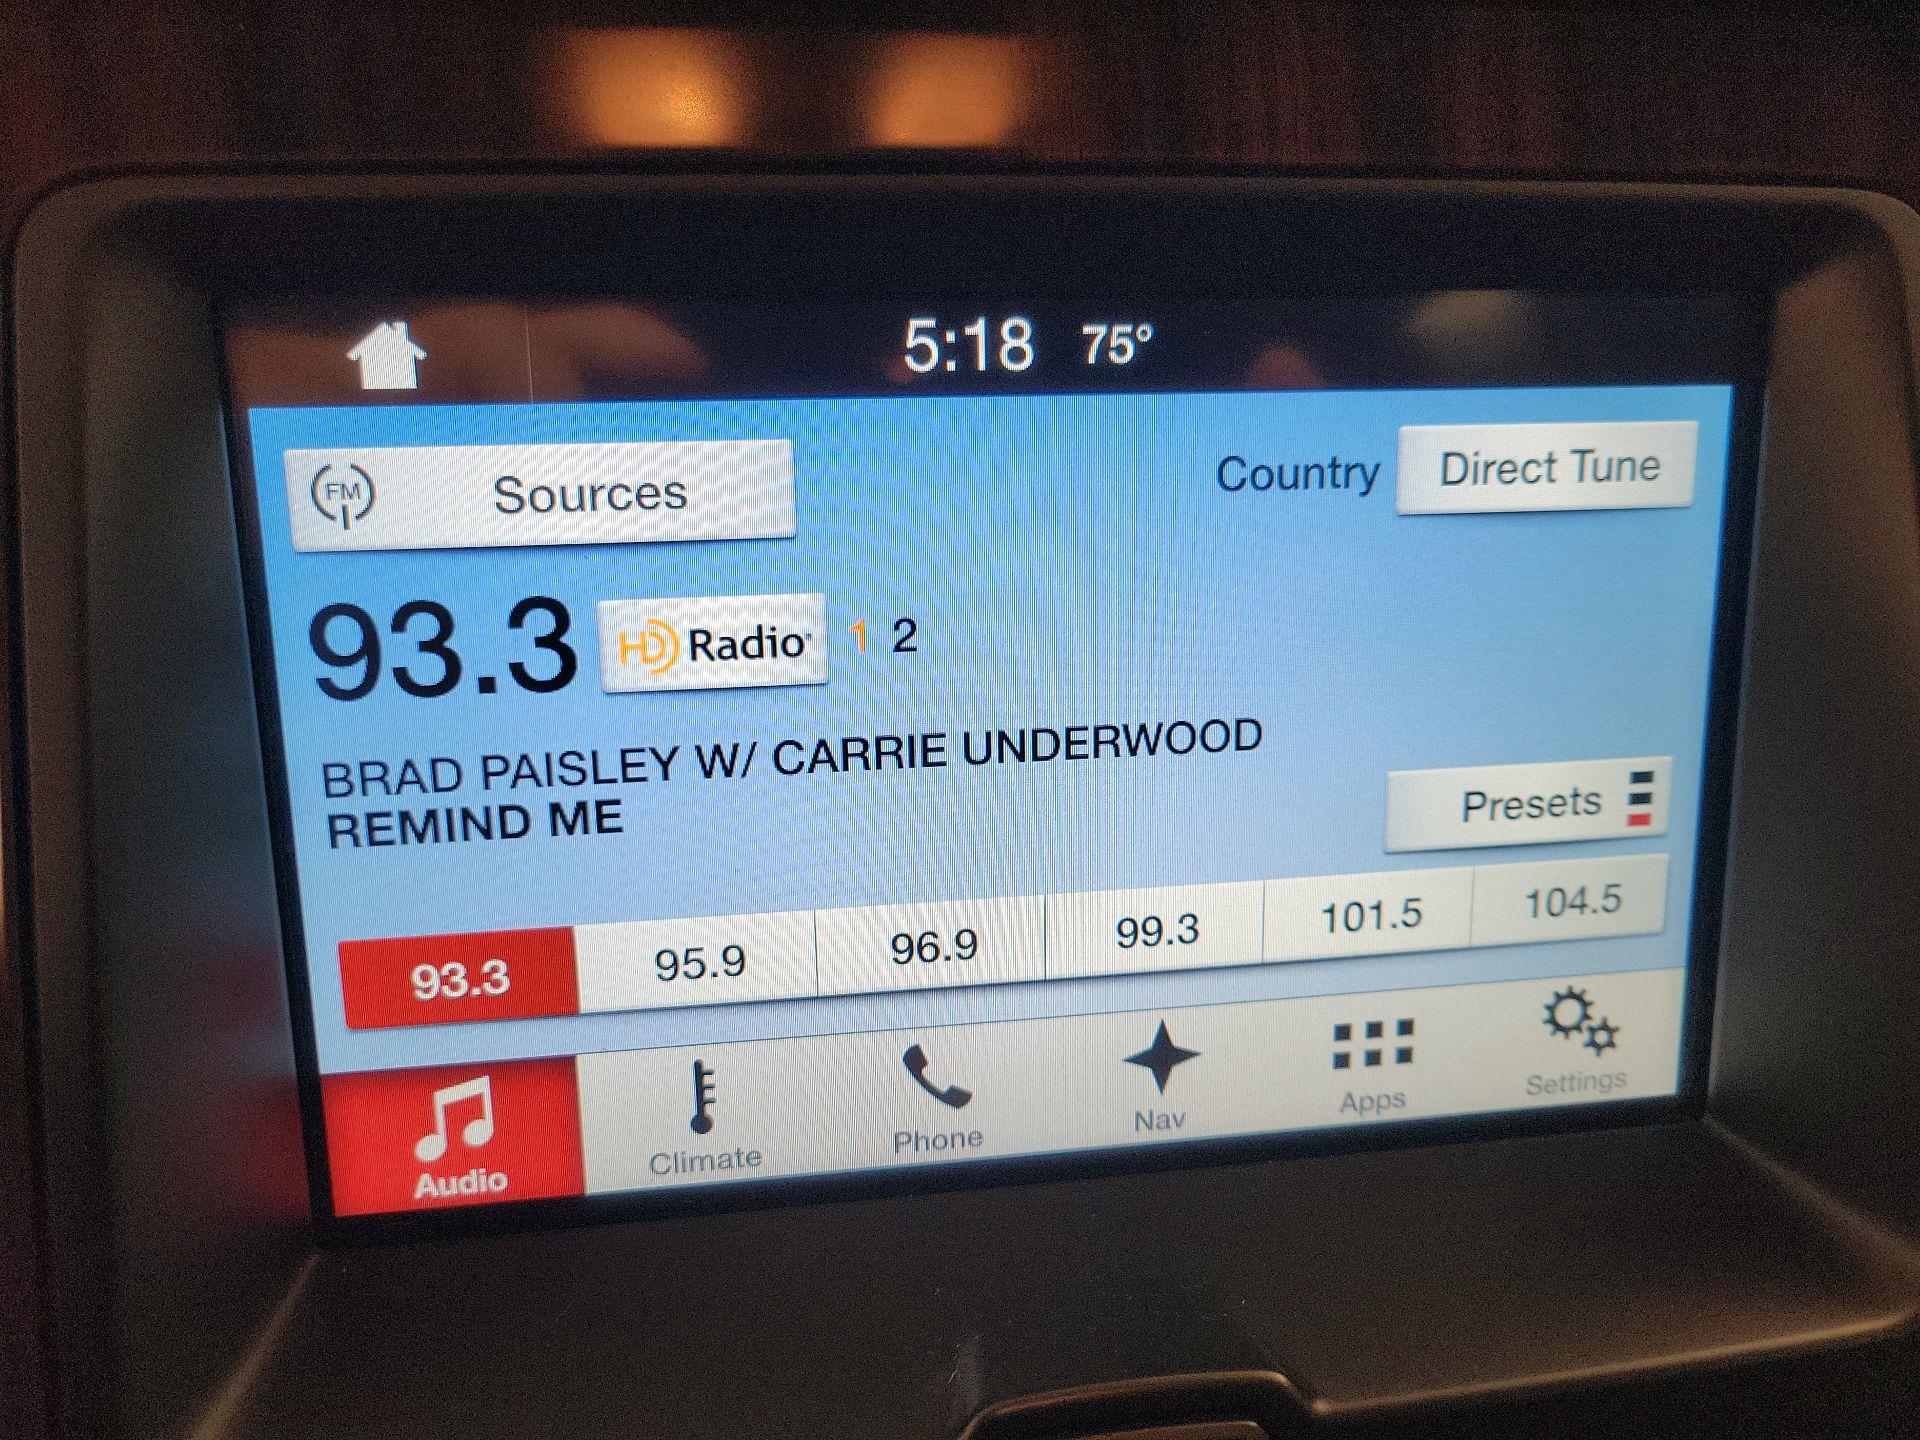 5:18 75°
FM Sources
Country Direct Tune
93.3 HD Radio 1 2
BRAD PAISLEY W/ CARRIE UNDERWOOD
REMIND ME
Presets
93.3 95.9 96.9 99.3 101.5 104.5
Audio Climate Phone Nav Apps Settings